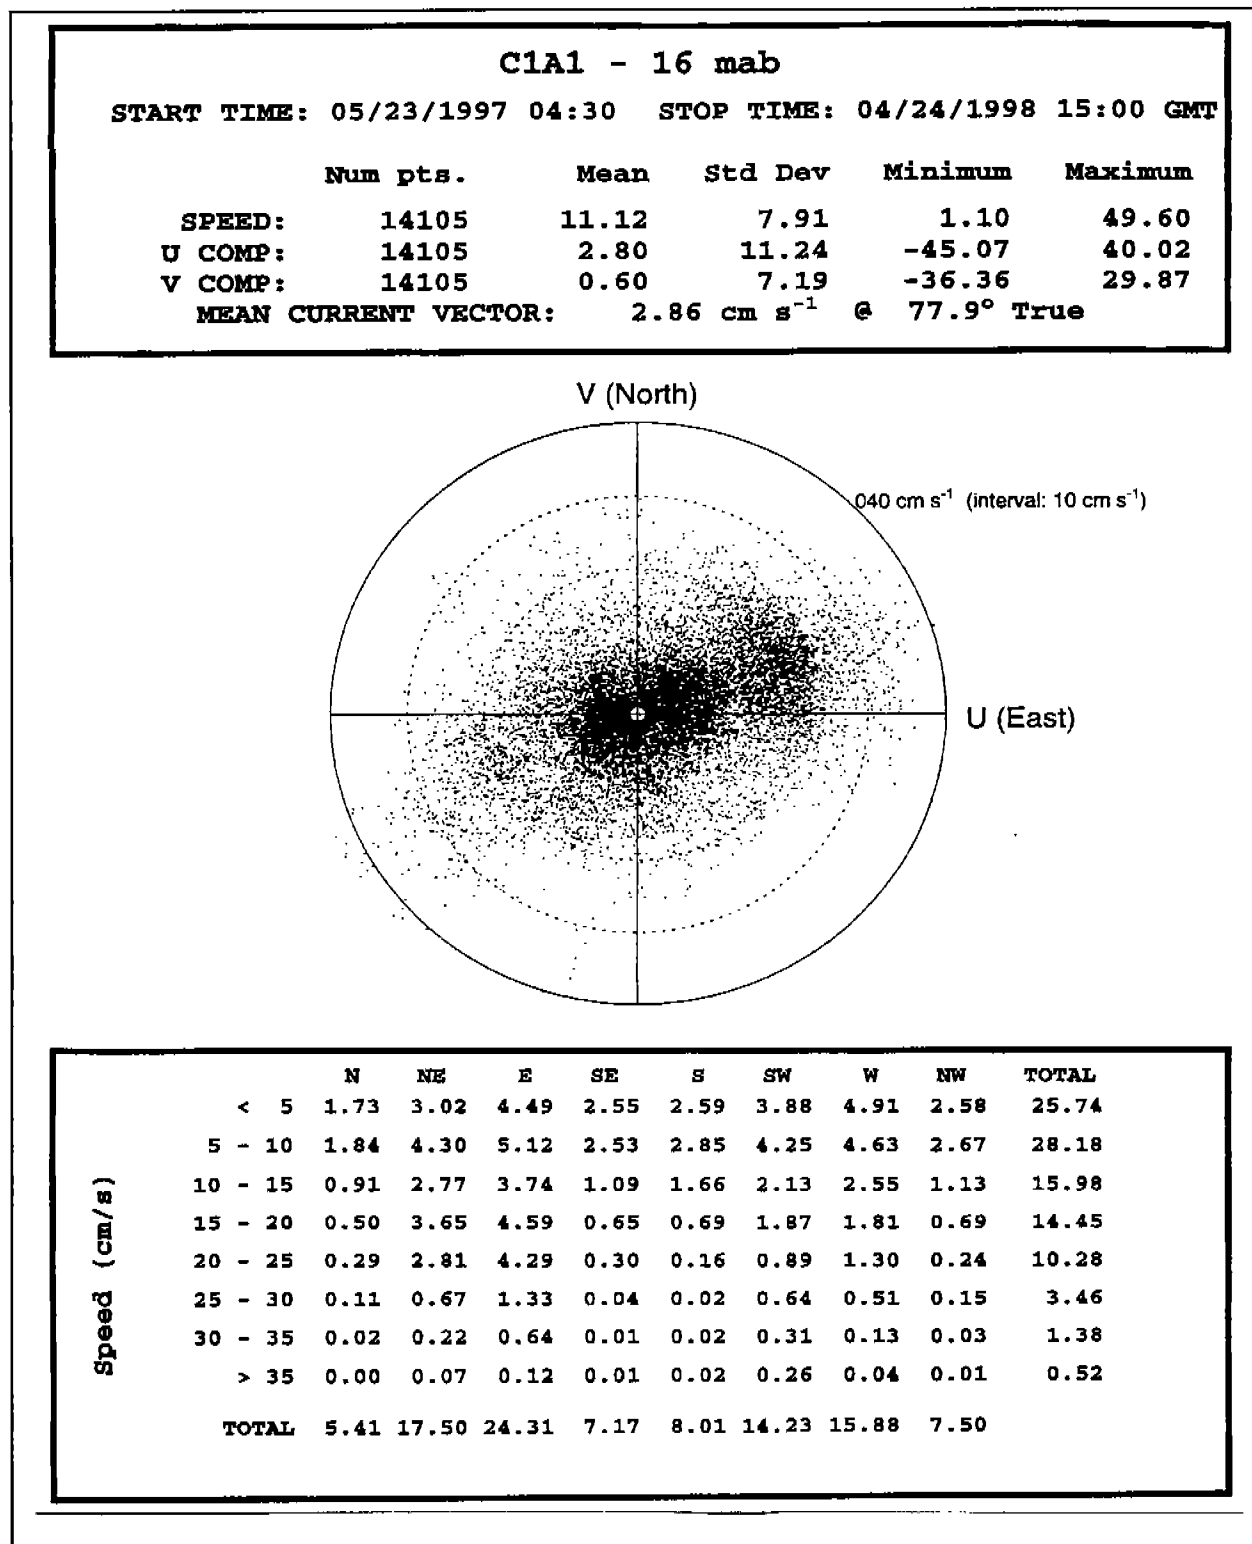 C1A1 - 16 mab
START TIME: 05/23/1997 04:30 STOP TIME: 04/24/1998 15:00 GMT
Num pts. Mean Std Dev Minimum Maximum
SPEED: 14105 11.12 7.91 1.10 49.60
U COMP: 14105 2.80 11.24 -45.07 40.02
V COMP: 14105 0.60 7.19 -36.36 29.87
MEAN CURRENT VECTOR: 2.86 cm s⁻¹ @ 77.9° True
V (North)
040 cm s⁻¹ (interval: 10 cm s⁻¹)
U (East)
N NE E SE S SW W NW TOTAL
< 5 1.73 3.02 4.49 2.55 2.59 3.88 4.91 2.58 25.74
5 - 10 1.84 4.30 5.12 2.53 2.85 4.25 4.63 2.67 28.18
10 - 15 0.91 2.77 3.74 1.09 1.66 2.13 2.55 1.13 15.98
15 - 20 0.50 3.65 4.59 0.65 0.69 1.87 1.81 0.69 14.45
20 - 25 0.29 2.81 4.29 0.30 0.16 0.89 1.30 0.24 10.28
25 - 30 0.11 0.67 1.33 0.04 0.02 0.64 0.51 0.15 3.46
30 - 35 0.02 0.22 0.64 0.01 0.02 0.31 0.13 0.03 1.38
> 35 0.00 0.07 0.12 0.01 0.02 0.26 0.04 0.01 0.52
TOTAL 5.41 17.50 24.31 7.17 8.01 14.23 15.88 7.50
Speed (cm/s)